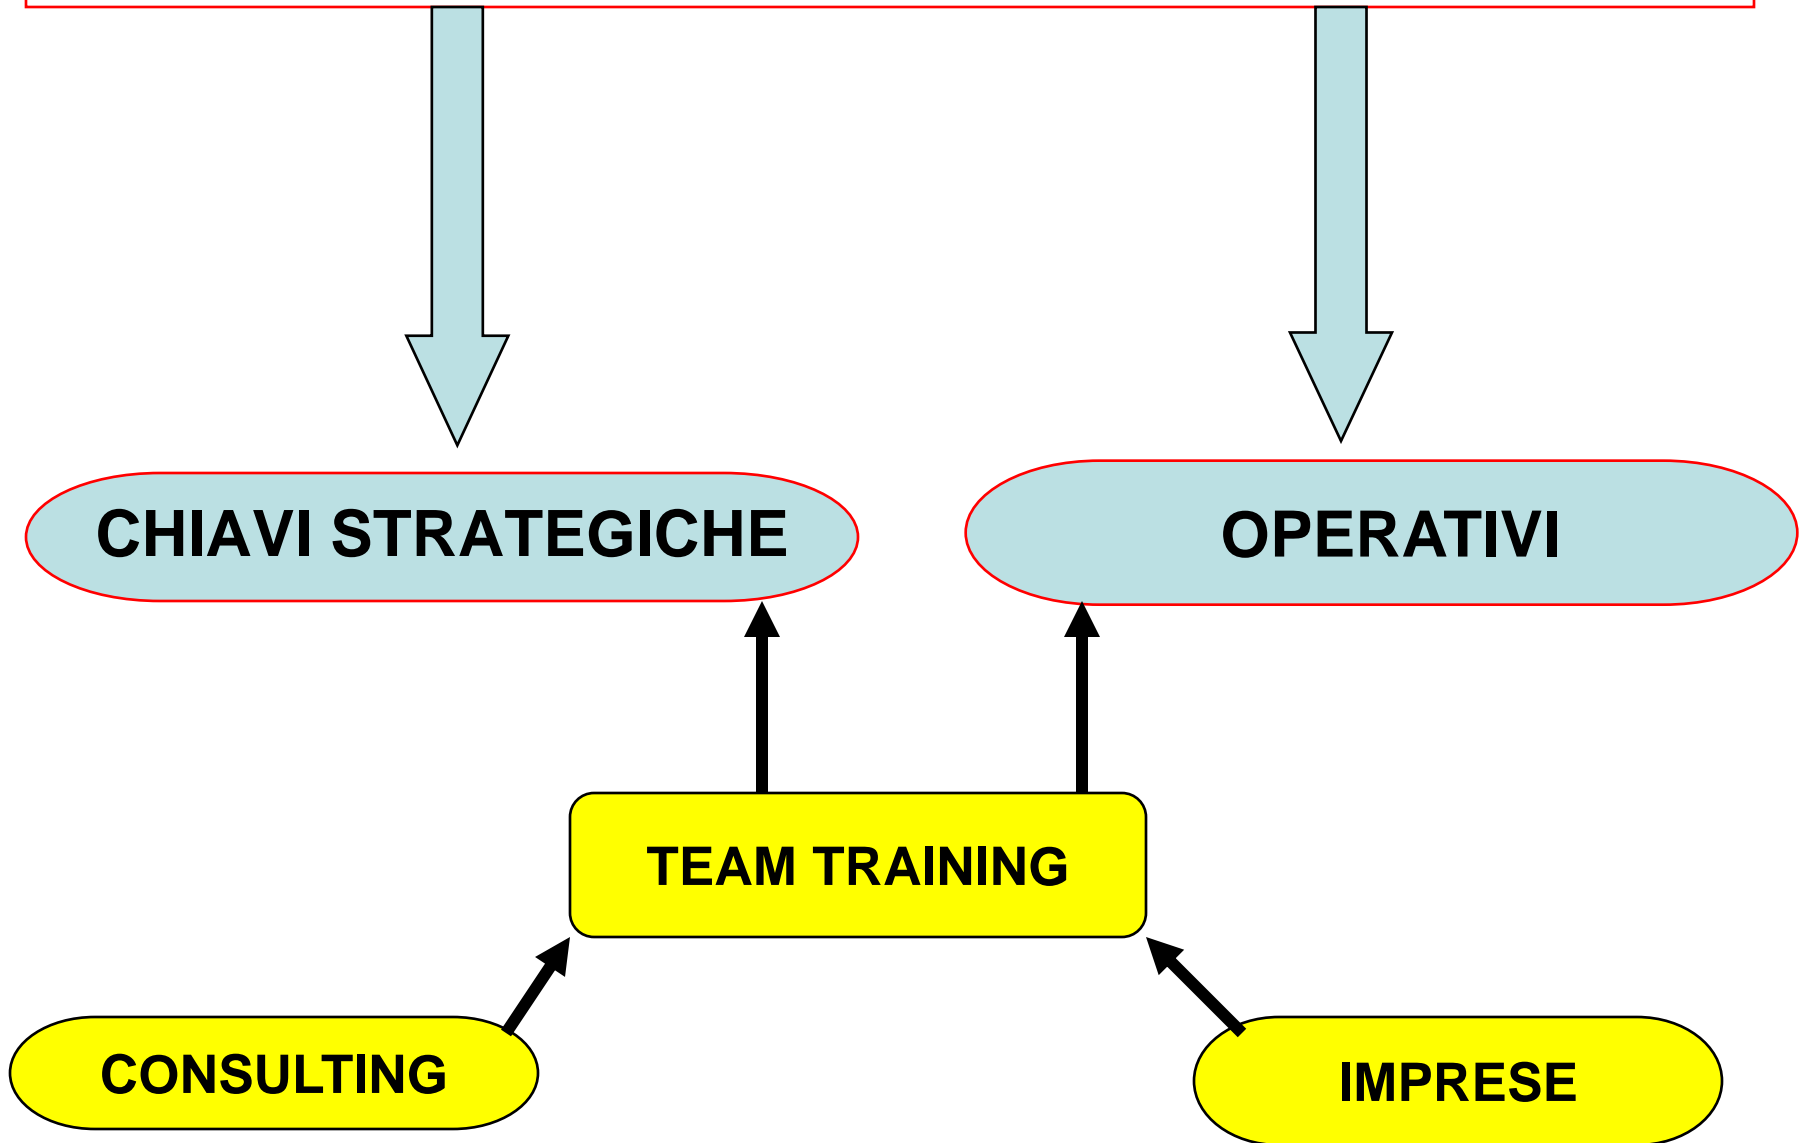 CHIAVI STRATEGICHE
OPERATIVI
TEAM TRAINING
CONSULTING
IMPRESE